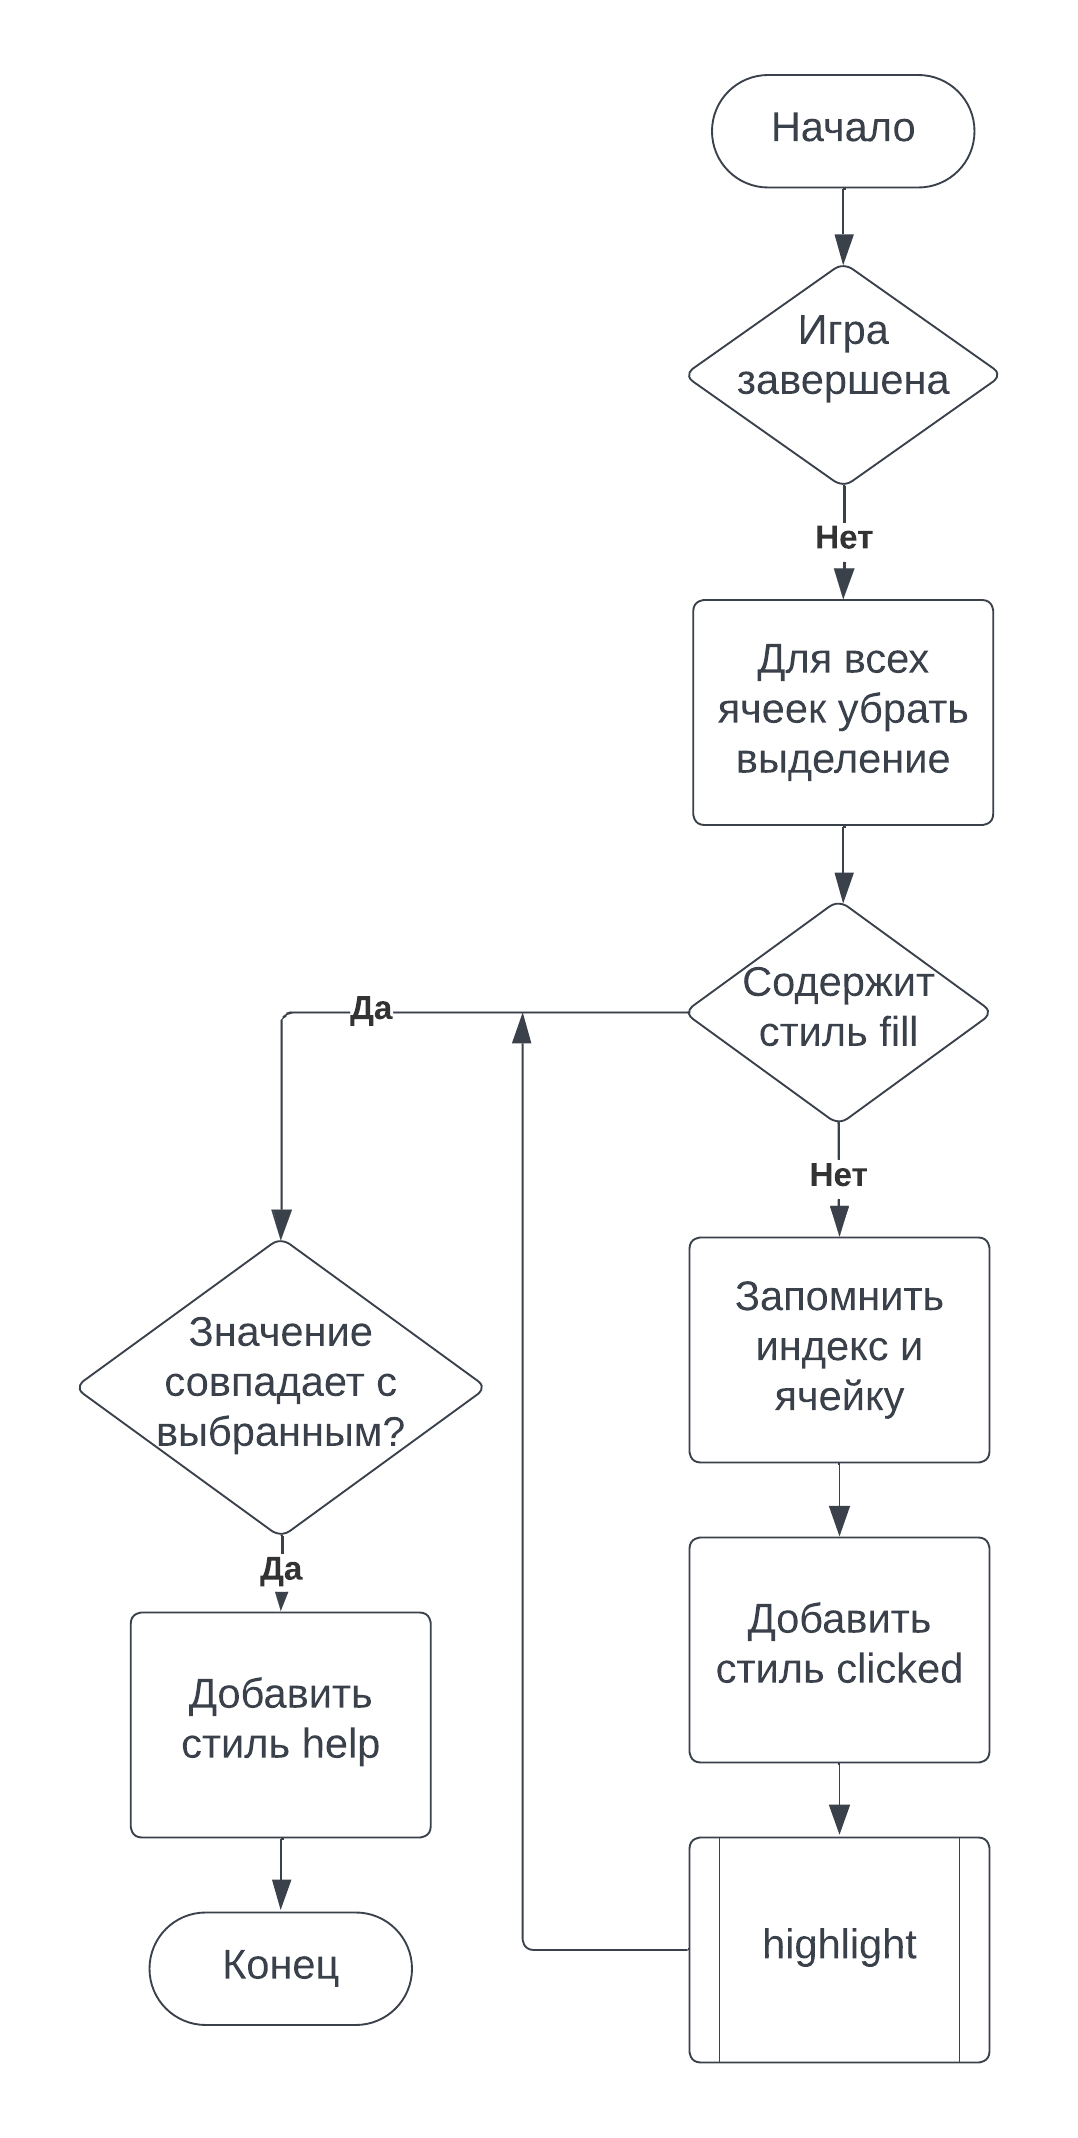 Начало
Игра
завершена
Нет
Для всех
ячеек убрать
выделение
Содержит
стиль fill
Да
Нет
Запомнить
индекс и
ячейку
Добавить
стиль clicked
highlight
Значение
совпадает с
выбранным?
Да
Добавить
стиль help
Конец